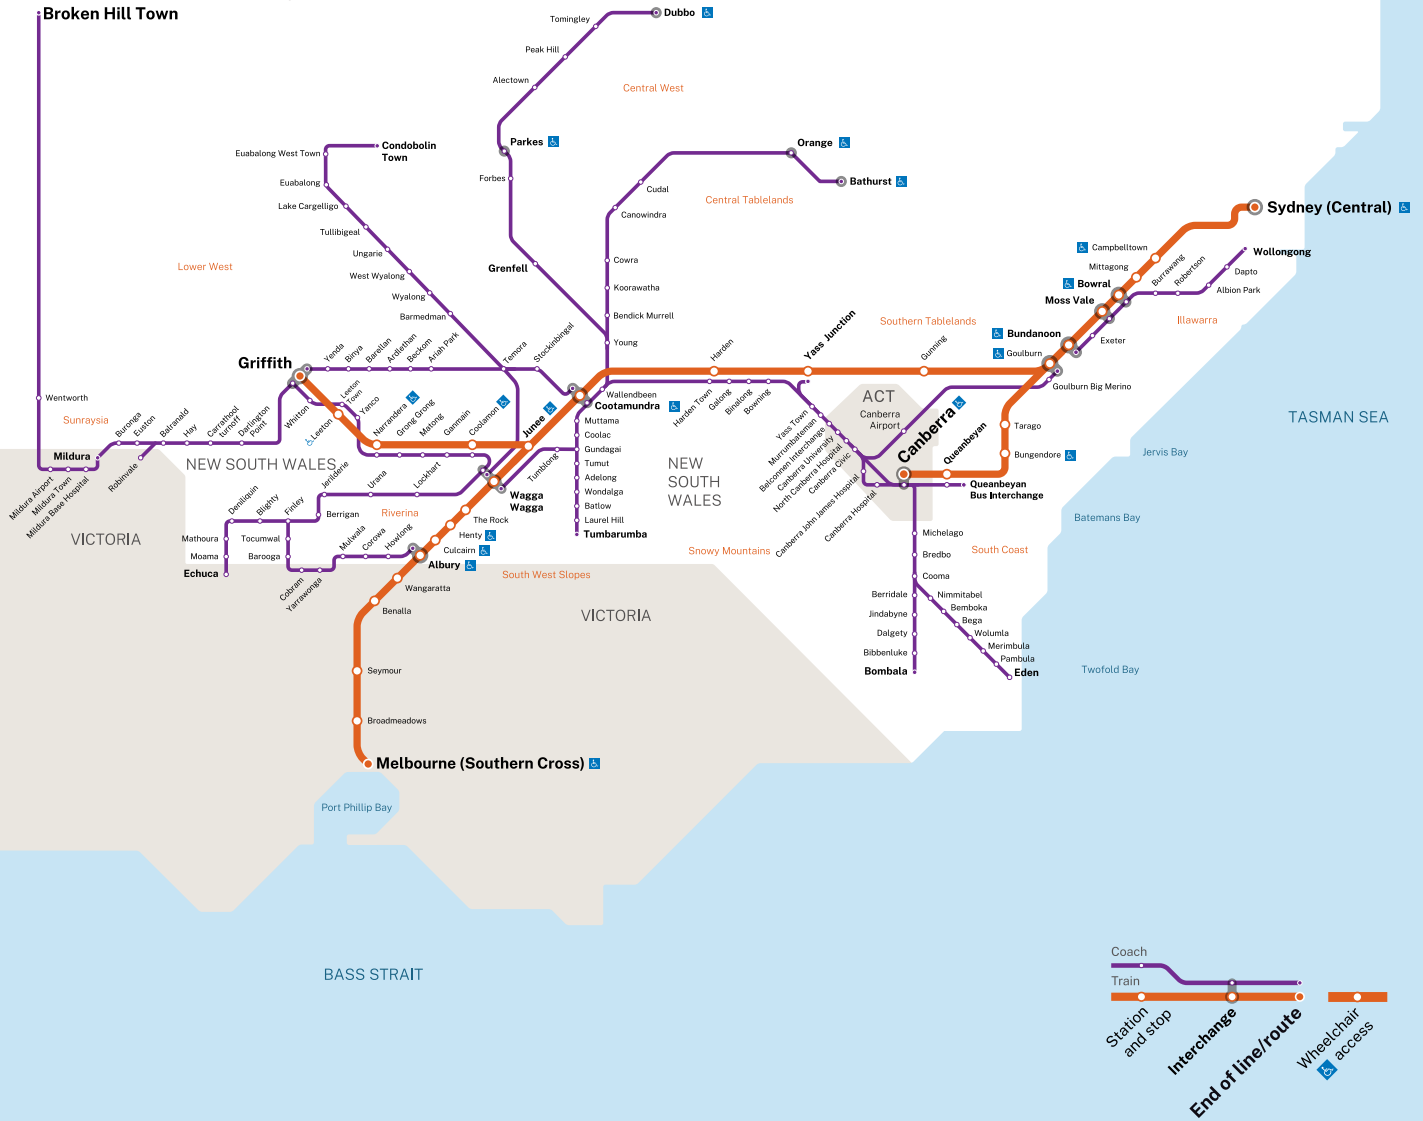 Broken Hill Town
Dubbo
Tomingley
Peak Hill
Alectown
Central West
Parkes
Forbes
Grenfell
Condobolin
Town
Euabalong West Town
Euabalong
Lake Cargelligo
Tullibigeal
Ungarie
West Wyalong
Wyalong
Barmedman
Lower West
Orange
Bathurst
Cudal
Canowindra
Central Tablelands
Cowra
Koorawatha
Bendick Murrell
Young
Sydney (Central)
Campbelltown
Mittagong
Bowral
Moss Vale
Burrawang
Robertson
Wollongong
Dapto
Albion Park
Illawarra
Exeter
Bundanoon
Goulburn
Goulburn Big Merino
Southern Tablelands
Gunning
Yass Junction
Harden
Griffith
Yenda
Binya
Barellan
Ardlethan
Beckom
Ariah Park
Temora
Stockinbingal
Wallendbeen
Cootamundra
Harden Town
Galong
Binalong
Bowning
Yass Town
Murrumbateman
Belconnen Interchange
Canberra University
North Canberra Hospital
Canberra Civic
Canberra John James Hospital
Canberra Hospital
ACT
Canberra
Airport
Canberra
Queanbeyan
Tarago
Bungendore
Queanbeyan
Bus Interchange
TASMAN SEA
Jervis Bay
Batemans Bay
Wentworth
Sunraysia
Mildura
Mildura Airport
Mildura Town
Mildura Base Hospital
Buronga
Euston
Robinvale
Balranald
Hay
Carrathool
turnoff
Darlington
Point
Whitton
Leeton
Town
Leeton
Yanco
Narrandera
Grong Grong
Matong
Ganmain
Coolamon
Junee
NEW SOUTH WALES
NEW
SOUTH
WALES
Muttama
Coolac
Gundagai
Tumut
Adelong
Wondalga
Batlow
Laurel Hill
Tumbarumba
Tumblong
Wagga
Wagga
Jerilderie
Urana
Lockhart
Riverina
Deniliquin
Blighty
Finley
Berrigan
Mathoura
Moama
Echuca
Tocumwal
Barooga
Cobram
Yarrawonga
Mulwala
Corowa
Howlong
The Rock
Henty
Culcairn
Albury
VICTORIA
South West Slopes
Wangaratta
Benalla
VICTORIA
Seymour
Broadmeadows
Melbourne (Southern Cross)
Port Phillip Bay
Snowy Mountains
Michelago
Bredbo
Cooma
South Coast
Berridale
Jindabyne
Dalgety
Bibbenluke
Bombala
Nimmitabel
Bemboka
Bega
Wolumla
Merimbula
Pambula
Eden
Twofold Bay
BASS STRAIT
Coach
Train
Station
and stop
Interchange
End of line/route
Wheelchair
access